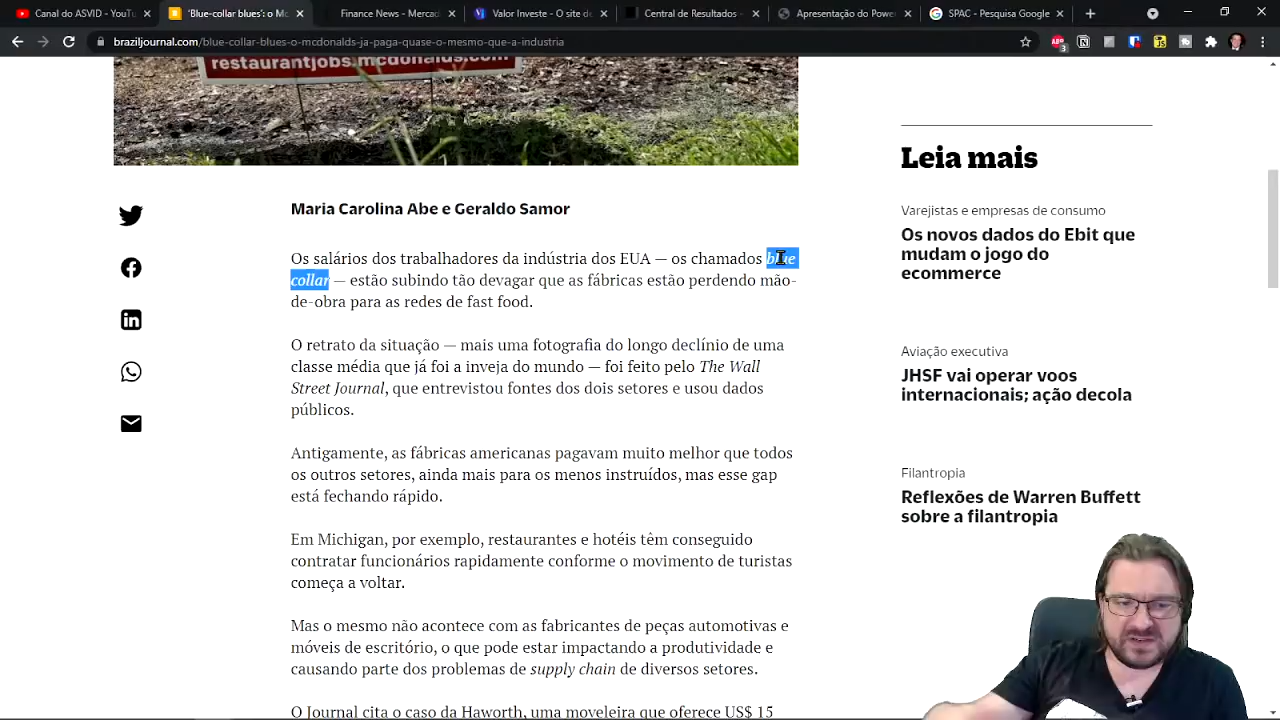 Canal do ASVID - YouTu
'Blue-collar blues': o Mc
Finance News - Mercad
Valor Invest - O site de
Central de Resultados -
Apresentação do Power
SPAC - Pesquisa Google
braziljournal.com/blue-collar-blues-o-mcdonalds-ja-paga-quase-o-mesmo-que-a-industria
restaurantjobs.mcdonalds.com
Maria Carolina Abe e Geraldo Samor
Os salários dos trabalhadores da indústria dos EUA — os chamados blue
collar — estão subindo tão devagar que as fábricas estão perdendo mão-
de-obra para as redes de fast food.
O retrato da situação — mais uma fotografia do longo declínio de uma
classe média que já foi a inveja do mundo — foi feito pelo The Wall
Street Journal, que entrevistou fontes dos dois setores e usou dados
públicos.
Antigamente, as fábricas americanas pagavam muito melhor que todos
os outros setores, ainda mais para os menos instruídos, mas esse gap
está fechando rápido.
Em Michigan, por exemplo, restaurantes e hotéis têm conseguido
contratar funcionários rapidamente conforme o movimento de turistas
começa a voltar.
Mas o mesmo não acontece com as fabricantes de peças automotivas e
móveis de escritório, o que pode estar impactando a produtividade e
causando parte dos problemas de supply chain de diversos setores.
O Journal cita o caso da Haworth, uma moveleira que oferece US$ 15
Leia mais
Varejistas e empresas de consumo
Os novos dados do Ebit que
mudam o jogo do
ecommerce
Aviação executiva
JHSF vai operar voos
internacionais; ação decola
Filantropia
Reflexões de Warren Buffett
sobre a filantropia